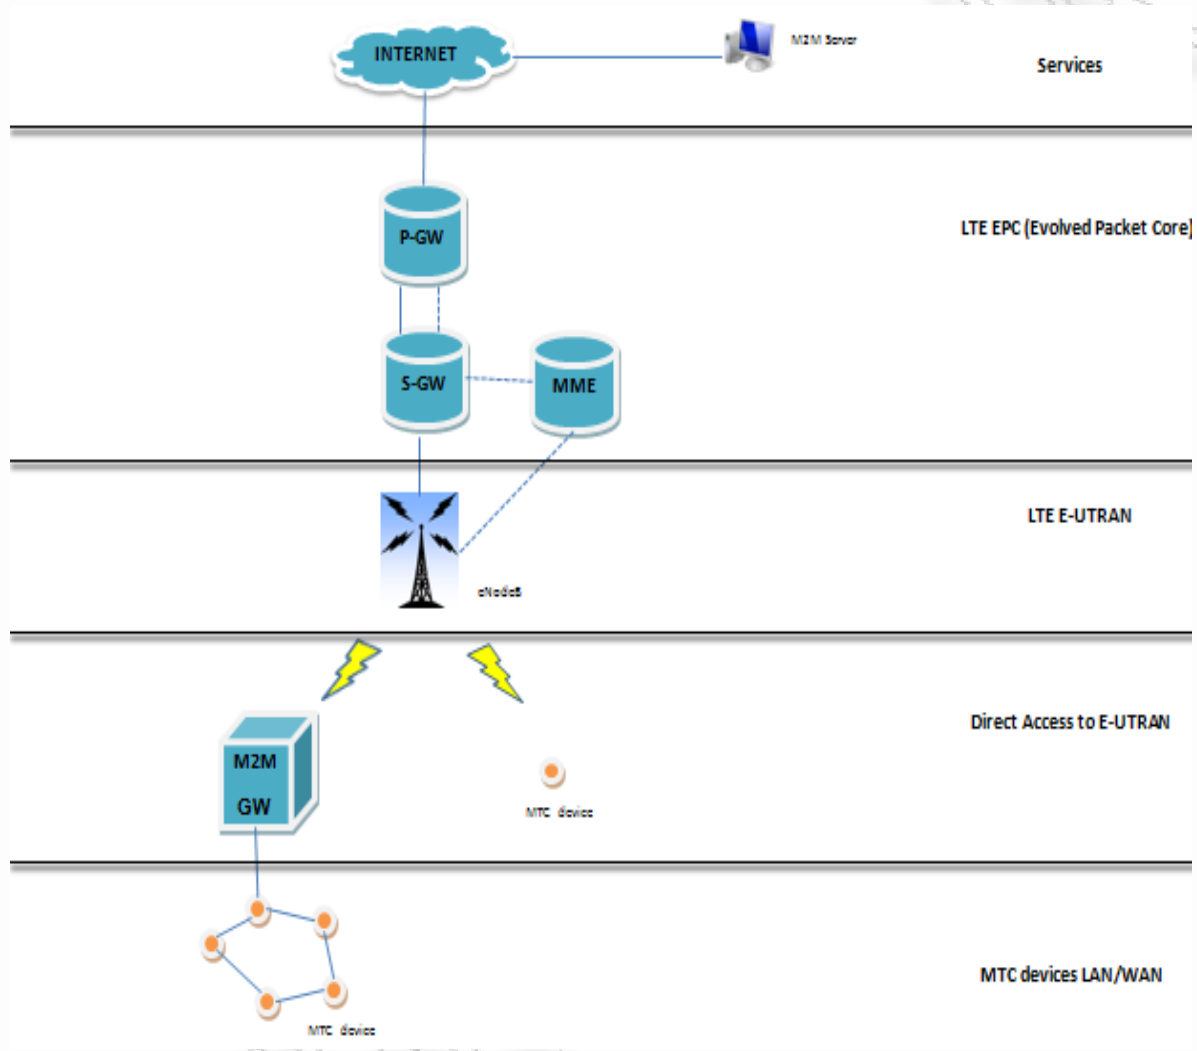 INTERNET
M2M Server
Services
P-GW
LTE EPC (Evolved Packet Core)
S-GW
MME
LTE E-UTRAN
eNodeB
Direct Access to E-UTRAN
M2M
GW
MTC device
MTC devices LAN/WAN
MTC device